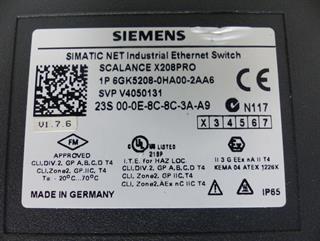 SIEMENS
SIMATIC NET Industrial Ethernet Switch
SCALANCE X208PRO
1P 6GK5208-0HA00-2AA6
SVP V4050131
23S 00-0E-8C-8C-3A-A9
N117
V1.7.6
X 3 4 5 6 7
FM
APPROVED
CL.I, DIV.2, GP A,B,C,D T4
CL.I, Zone2, GP.IIC, T4
Ta = -20°C...70°C
UL
LISTED
21BP
I.T.E. for HAZ LOC.
CL.I, DIV.2 GP.A,B,C,D T4
CL.I, Zone2, GP.IIC, T4
CL.I, Zone2, AEx nC IIC T4
II 3 G EEx nA II T4
KEMA 04 ATEX 1226X
MADE IN GERMANY
IP65